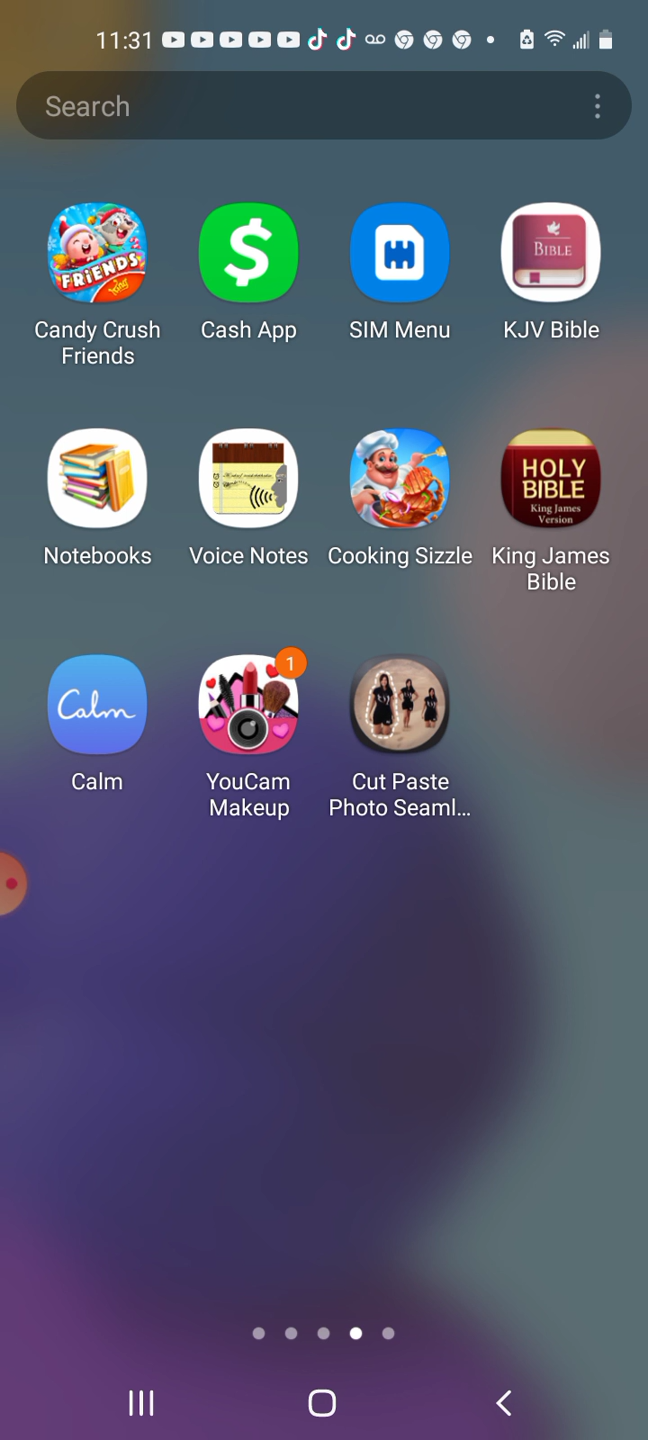 11:31
Search
FRIENDS
King
$
BIBLE
Candy Crush
Friends
Cash App
SIM Menu
KJV Bible
HOLY
BIBLE
King James
Version
Notebooks
Voice Notes
Cooking Sizzle
King James
Bible
Calm
1
Calm
YouCam
Makeup
Cut Paste
Photo Seaml...